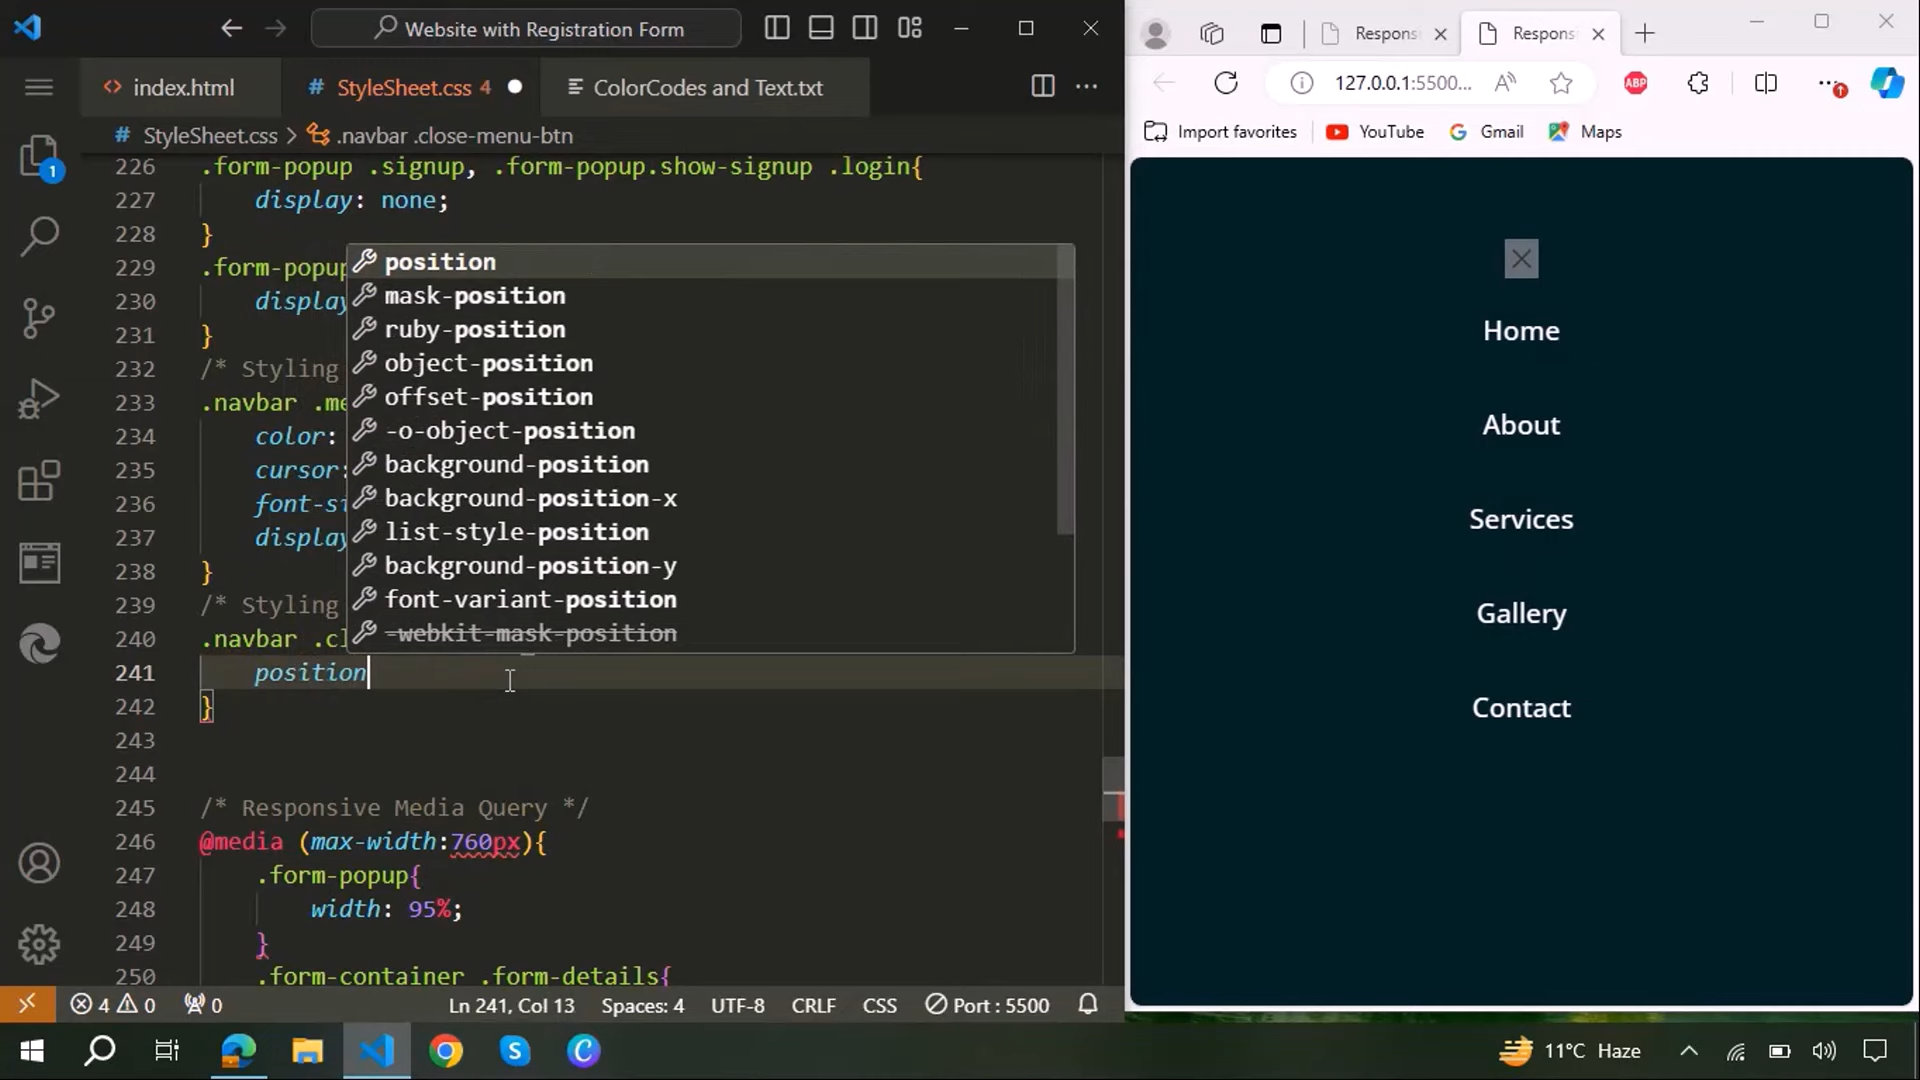 Website with Registration Form
index.html
# StyleSheet.css 4
ColorCodes and Text.txt
# StyleSheet.css > .navbar .close-menu-btn
1
226 .form-popup .signup, .form-popup.show-signup .login{
227 display: none;
228 }
229 .form-popup
230 display
231 }
232 /* Styling
233 .navbar .me
234 color:
235 cursor:
236 font-si
237 display
238 }
239 /* Styling
240 .navbar .cl
241 position
242 }
243
244
245 /* Responsive Media Query */
246 @media (max-width:760px){
247 .form-popup{
248 width: 95%;
249 }
250 .form-container .form-details{
position
mask-position
ruby-position
object-position
offset-position
-o-object-position
background-position
background-position-x
list-style-position
background-position-y
font-variant-position
-webkit-mask-position
4 0 0 Ln 241, Col 13 Spaces: 4 UTF-8 CRLF CSS Port : 5500
Respons
Respons
127.0.0.1:5500...
ABP
Import favorites YouTube Gmail Maps
Home
About
Services
Gallery
Contact
11°C Haze